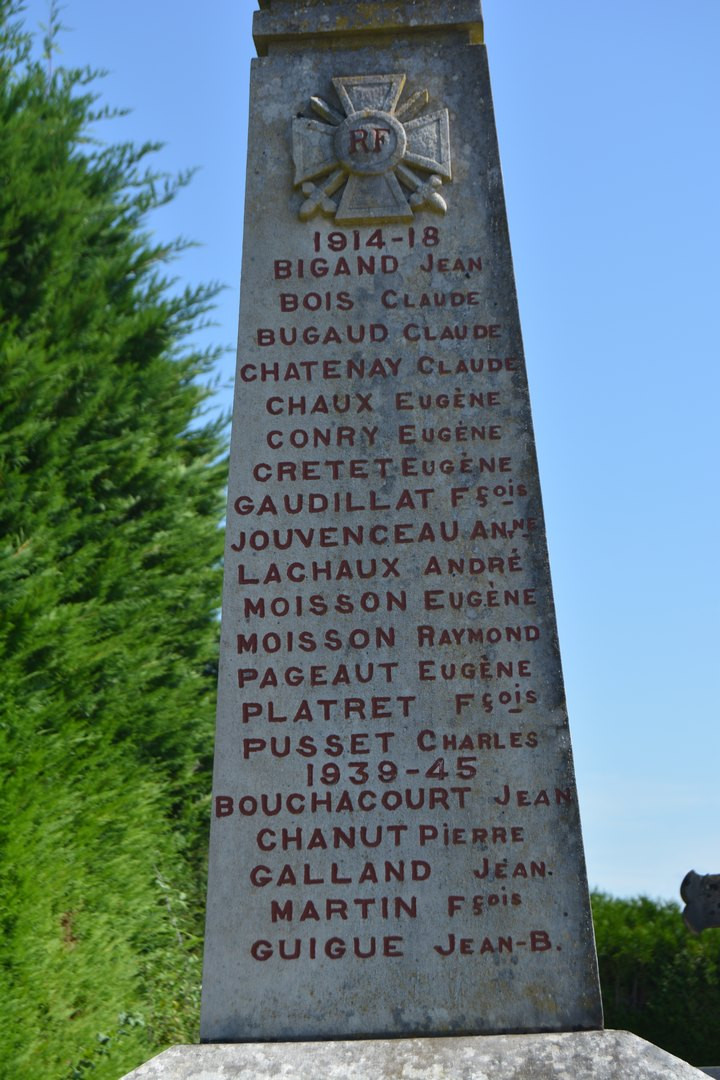 RF
1914-18
BIGAND JEAN
BOIS CLAUDE
BUGAUD CLAUDE
CHATENAY CLAUDE
CHAUX EUGÈNE
CONRY EUGÈNE
CRETET EUGÈNE
GAUDILLAT Fçois
JOUVENCEAU ANNE
LACHAUX ANDRÉ
MOISSON EUGÈNE
MOISSON RAYMOND
PAGEAUT EUGÈNE
PLATRET Fçois
PUSSET CHARLES
1939-45
BOUCHACOURT JEAN
CHANUT PIERRE
GALLAND JEAN.
MARTIN Fçois
GUIGUE JEAN-B.